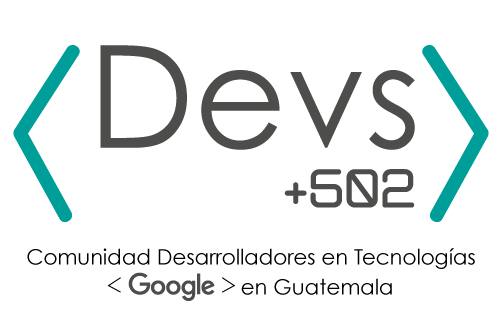 <Devs>
+502
Comunidad Desarrolladores en Tecnologías
< Google > en Guatemala